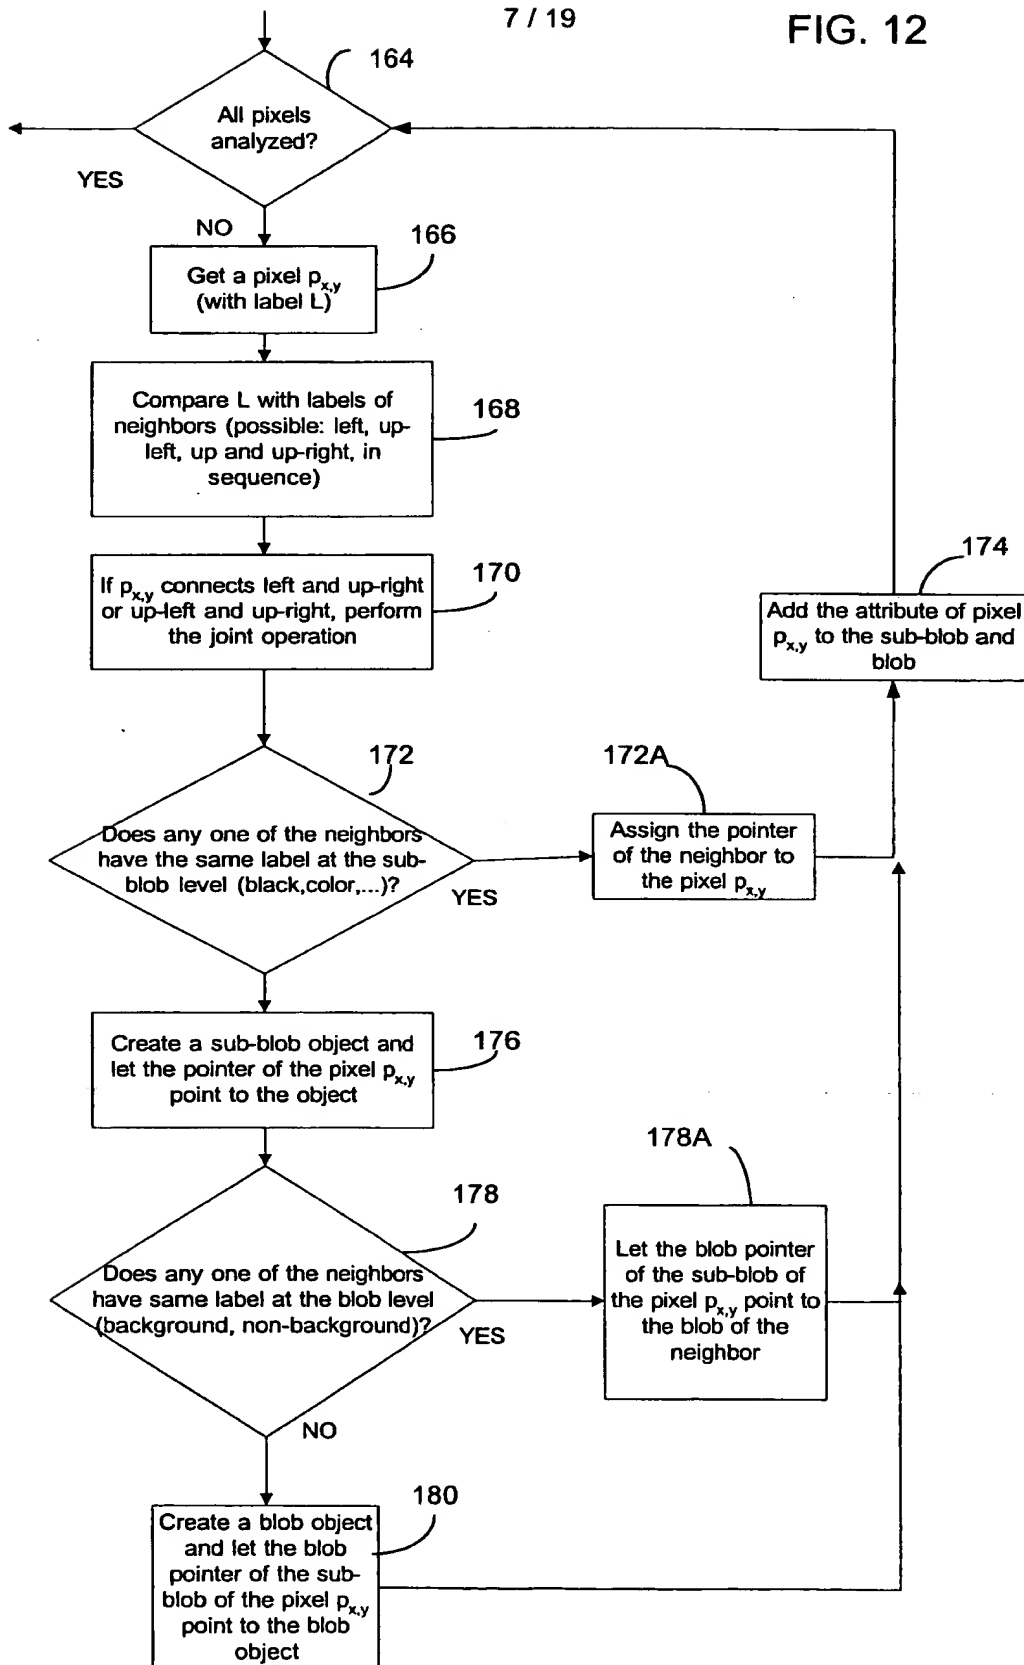 7 / 19
FIG. 12
164
All pixels
analyzed?
YES
NO
166
Get a pixel px,y
(with label L)
Compare L with labels of
neighbors (possible: left, up-
left, up and up-right, in
sequence)
168
If px,y connects left and up-right
or up-left and up-right, perform
the joint operation
170
174
Add the attribute of pixel
px,y to the sub-blob and
blob
172
Does any one of the neighbors
have the same label at the sub-
blob level (black,color,...)?
YES
172A
Assign the pointer
of the neighbor to
the pixel px,y
Create a sub-blob object and
let the pointer of the pixel px,y
point to the object
176
178
Does any one of the neighbors
have same label at the blob level
(background, non-background)?
YES
NO
178A
Let the blob pointer
of the sub-blob of
the pixel px,y point to
the blob of the
neighbor
180
Create a blob object
and let the blob
pointer of the sub-
blob of the pixel px,y
point to the blob
object